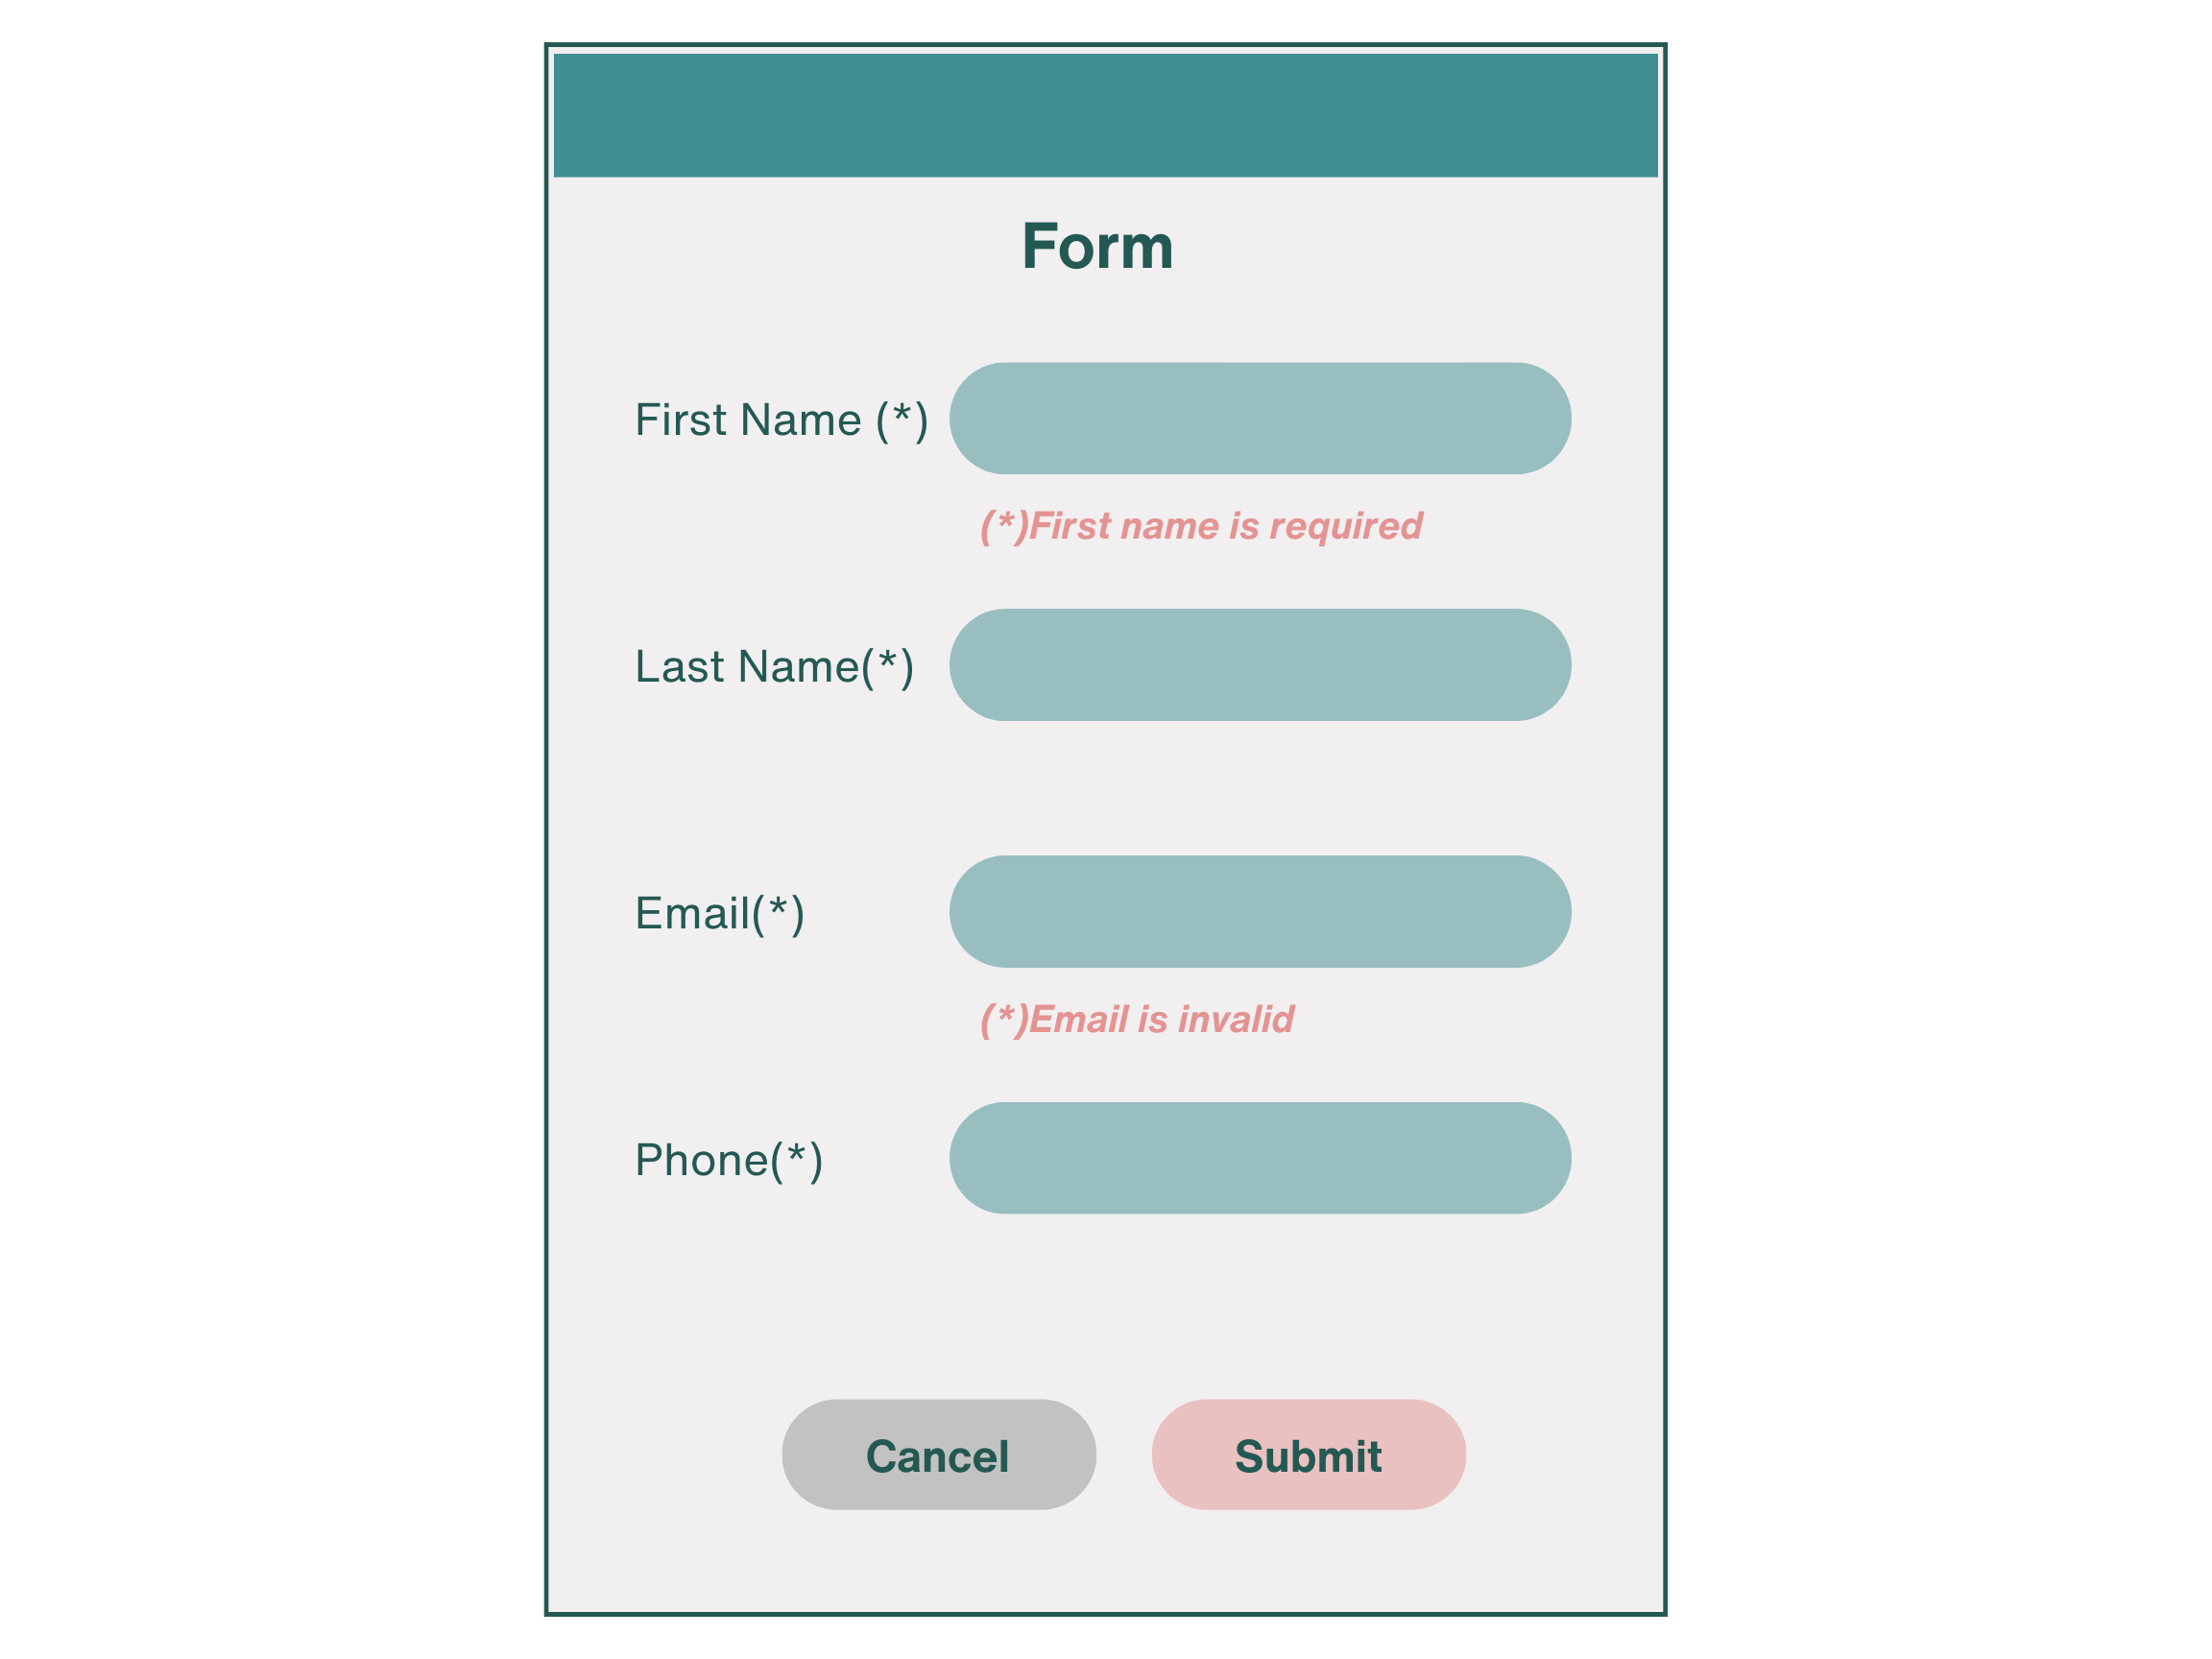 Form
First Name (*)
(*)First name is required
Last Name(*)
Email(*)
(*)Email is invalid
Phone(*)
Cancel
Submit